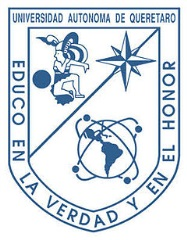 UNIVERSIDAD AUTONOMA DE QUERETARO
EDUCO EN LA VERDAD Y EN EL HONOR